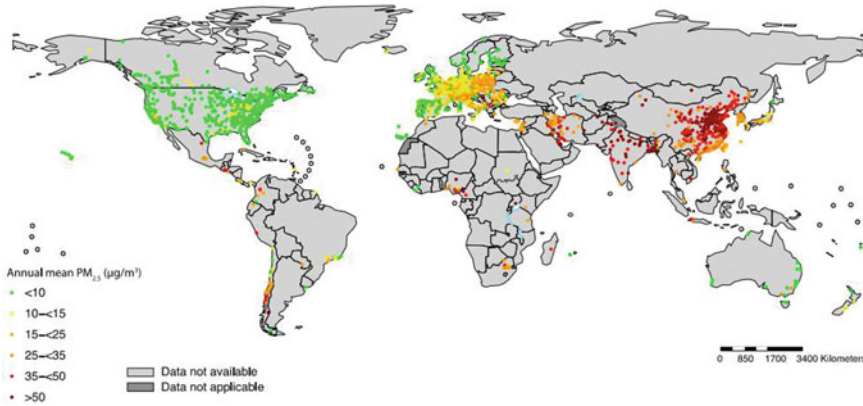 Annual mean PM2.5 (µg/m³)
<10
10–<15
15–<25
25–<35
35–<50
>50
Data not available
Data not applicable
0 850 1700 3400 Kilometers